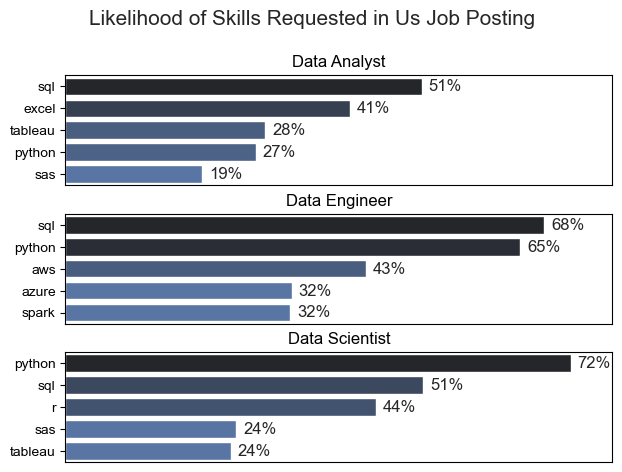 Likelihood of Skills Requested in Us Job Posting
Data Analyst
sql 51%
excel 41%
tableau 28%
python 27%
sas 19%
Data Engineer
sql 68%
python 65%
aws 43%
azure 32%
spark 32%
Data Scientist
python 72%
sql 51%
r 44%
sas 24%
tableau 24%